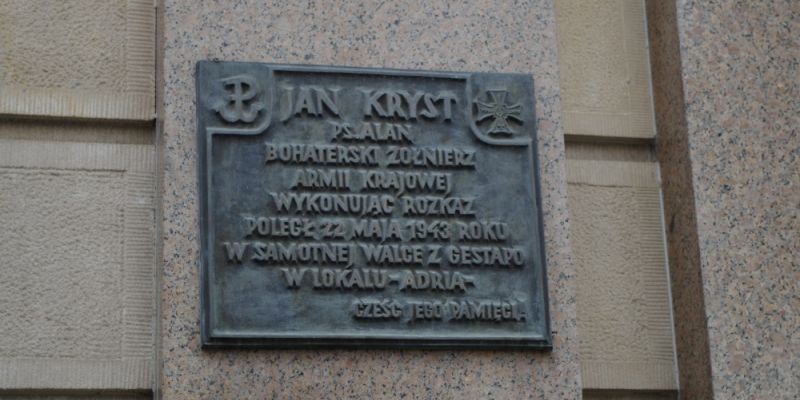 JAN KRYST
PS. ALAN
BOHATERSKI ŻOŁNIERZ
ARMII KRAJOWEJ
WYKONUJĄC ROZKAZ
POLEGŁ 22 MAJA 1943 ROKU
W SAMOTNEJ WALCE Z GESTAPO
W LOKALU -ADRIA-
CZEŚĆ JEGO PAMIĘCI